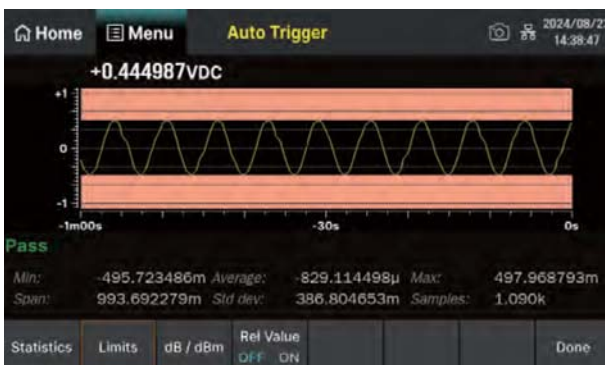 Home Menu Auto Trigger 2024/08/2
14:38:47
+0.444987VDC
+1
0
-1
-1m00s -30s 0s
Pass
Min: -495.723486m Average: -829.114498µ Max: 497.968793m
Span: 993.692279m Std dev: 386.804653m Samples: 1.090k
Statistics Limits dB / dBm Rel Value Done
OFF ON